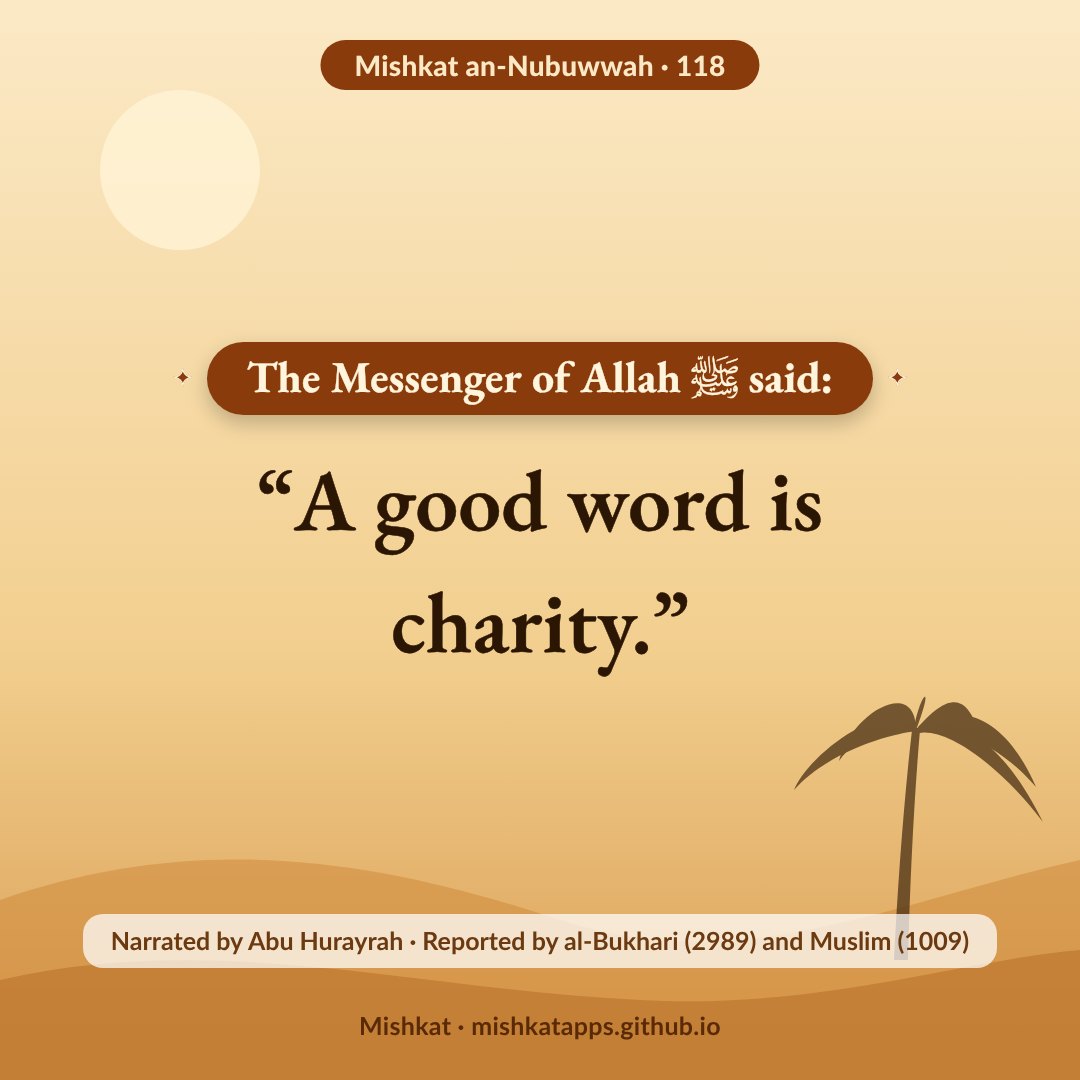 Mishkat an-Nubuwwah · 118
The Messenger of Allah ﷺ said:
“A good word is
charity.”
Narrated by Abu Hurayrah · Reported by al-Bukhari (2989) and Muslim (1009)
Mishkat · mishkatapps.github.io